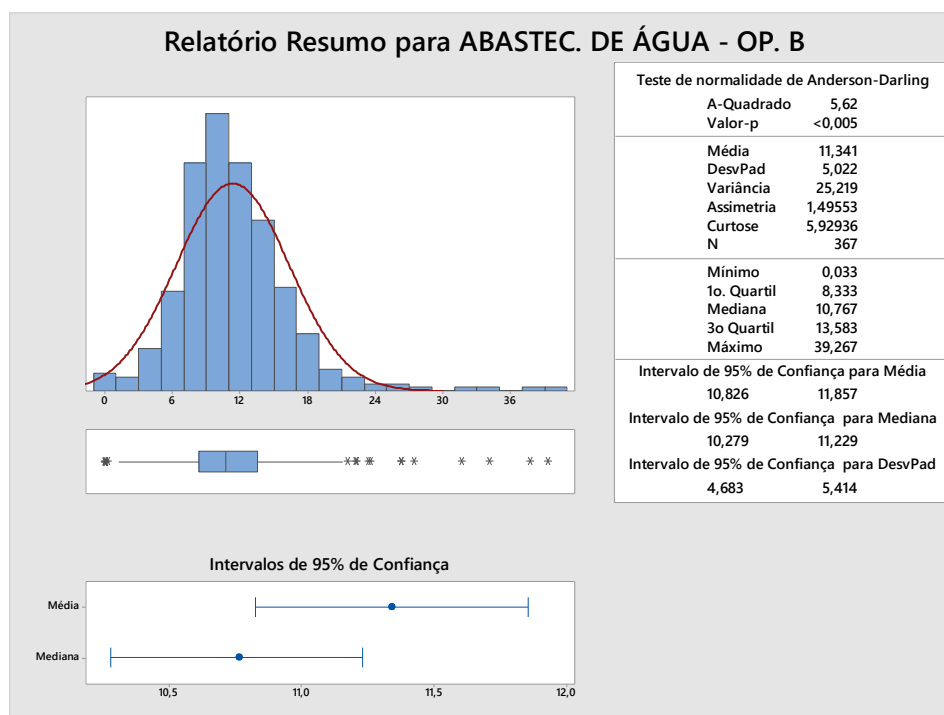 Relatório Resumo para ABASTEC. DE ÁGUA - OP. B
0 6 12 18 24 30 36
Teste de normalidade de Anderson-Darling
A-Quadrado 5,62
Valor-p <0,005
Média 11,341
DesvPad 5,022
Variância 25,219
Assimetria 1,49553
Curtose 5,92936
N 367
Mínimo 0,033
1o. Quartil 8,333
Mediana 10,767
3o Quartil 13,583
Máximo 39,267
Intervalo de 95% de Confiança para Média
10,826 11,857
Intervalo de 95% de Confiança para Mediana
10,279 11,229
Intervalo de 95% de Confiança para DesvPad
4,683 5,414
Intervalos de 95% de Confiança
Média
Mediana
10,5 11,0 11,5 12,0